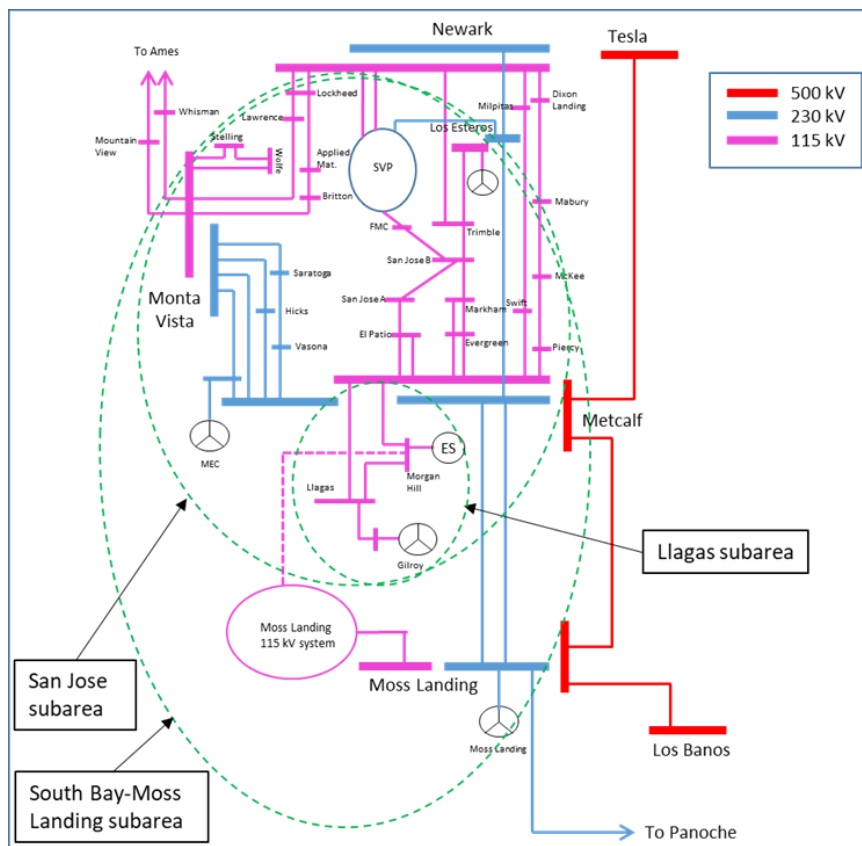 Newark
Tesla
To Ames
500 kV
230 kV
115 kV
Lockheed
Dixon
Landing
Milpitas
Whisman
Lawrence
Los Esteros
Mountain
View
Stelling
Wolfe
Applied
Mat.
SVP
Britton
Mabury
FMC
Trimble
San Jose B
Saratoga
McKee
Monta
Vista
San Jose A
Markham
Swift
Hicks
El Patio
Evergreen
Vasona
Piercy
Metcalf
MEC
ES
Morgan
Hill
Llagas
Gilroy
Llagas subarea
Moss Landing
115 kV system
San Jose
subarea
Moss Landing
Moss Landing
Los Banos
South Bay-Moss
Landing subarea
To Panoche